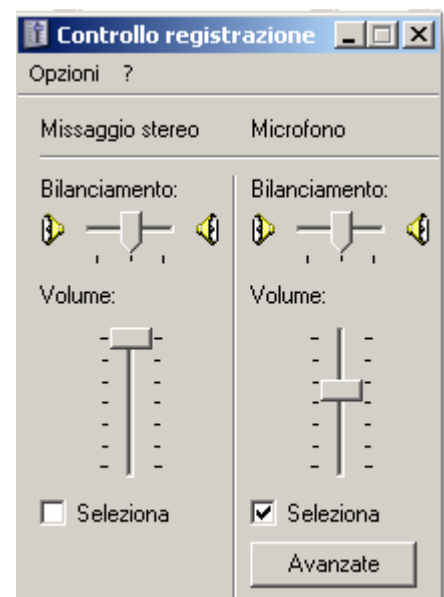 Controllo registrazione
Opzioni ?
Missaggio stereo Microfono
Bilanciamento: Bilanciamento:
Volume: Volume:
Seleziona Seleziona
Avanzate